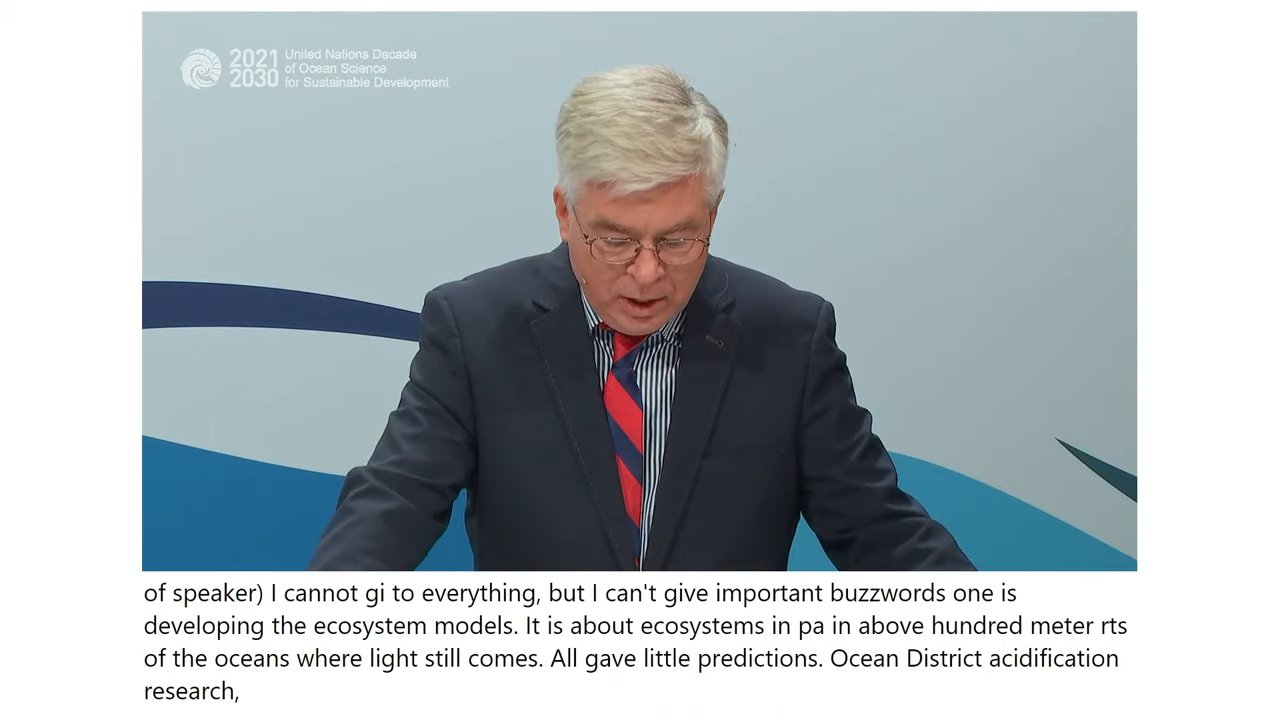 2021
2030
United Nations Decade
of Ocean Science
for Sustainable Development
of speaker) I cannot gi to everything, but I can't give important buzzwords one is
developing the ecosystem models. It is about ecosystems in pa in above hundred meter rts
of the oceans where light still comes. All gave little predictions. Ocean District acidification
research,